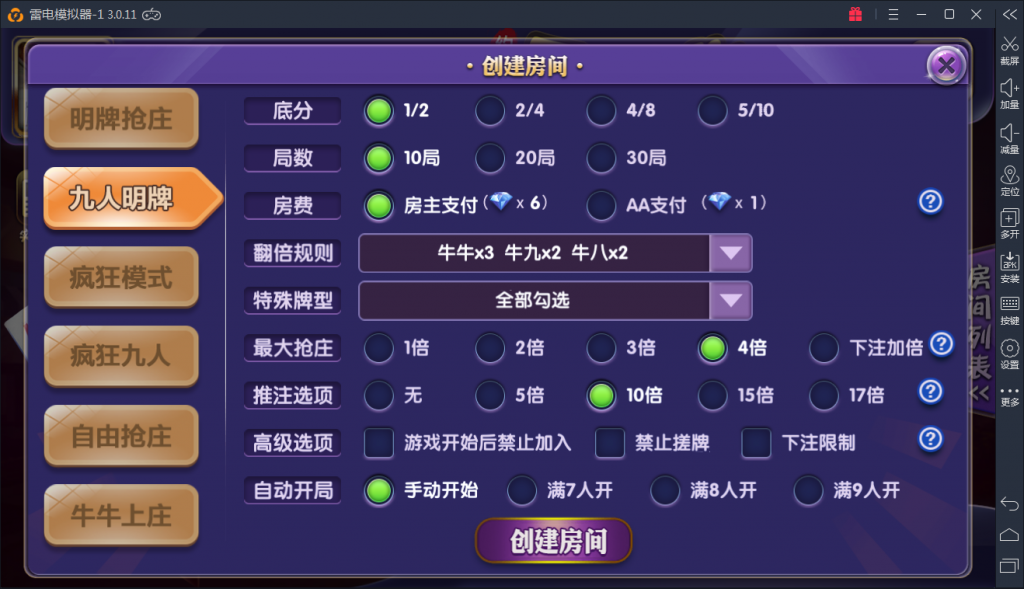 雷电模拟器-1 3.0.11
· 创建房间 ·
明牌抢庄
九人明牌
疯狂模式
疯狂九人
自由抢庄
牛牛上庄
底分 1/2 2/4 4/8 5/10
局数 10局 20局 30局
房费 房主支付(x 6) AA支付 (x 1) ?
翻倍规则 牛牛x3 牛九x2 牛八x2
特殊牌型 全部勾选
最大抢庄 1倍 2倍 3倍 4倍 下注加倍 ?
推注选项 无 5倍 10倍 15倍 17倍 ?
高级选项 游戏开始后禁止加入 禁止搓牌 下注限制 ?
自动开局 手动开始 满7人开 满8人开 满9人开
创建房间
房间列表
截屏
加量
减量
定位
多开
APK
安装
按键
设置
更多